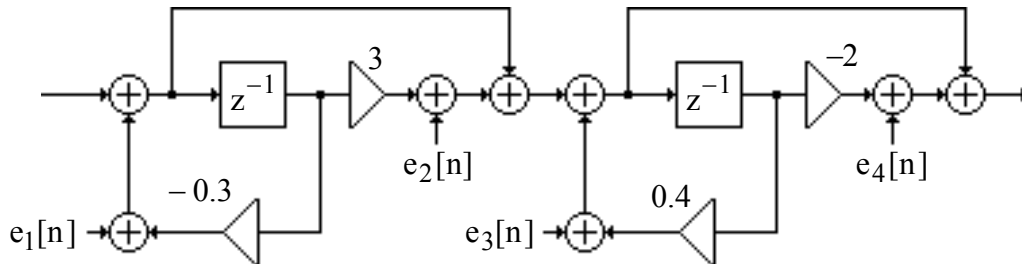 3
–2
z⁻¹
z⁻¹
e₂[n]
e₄[n]
– 0.3
0.4
e₁[n]
e₃[n]